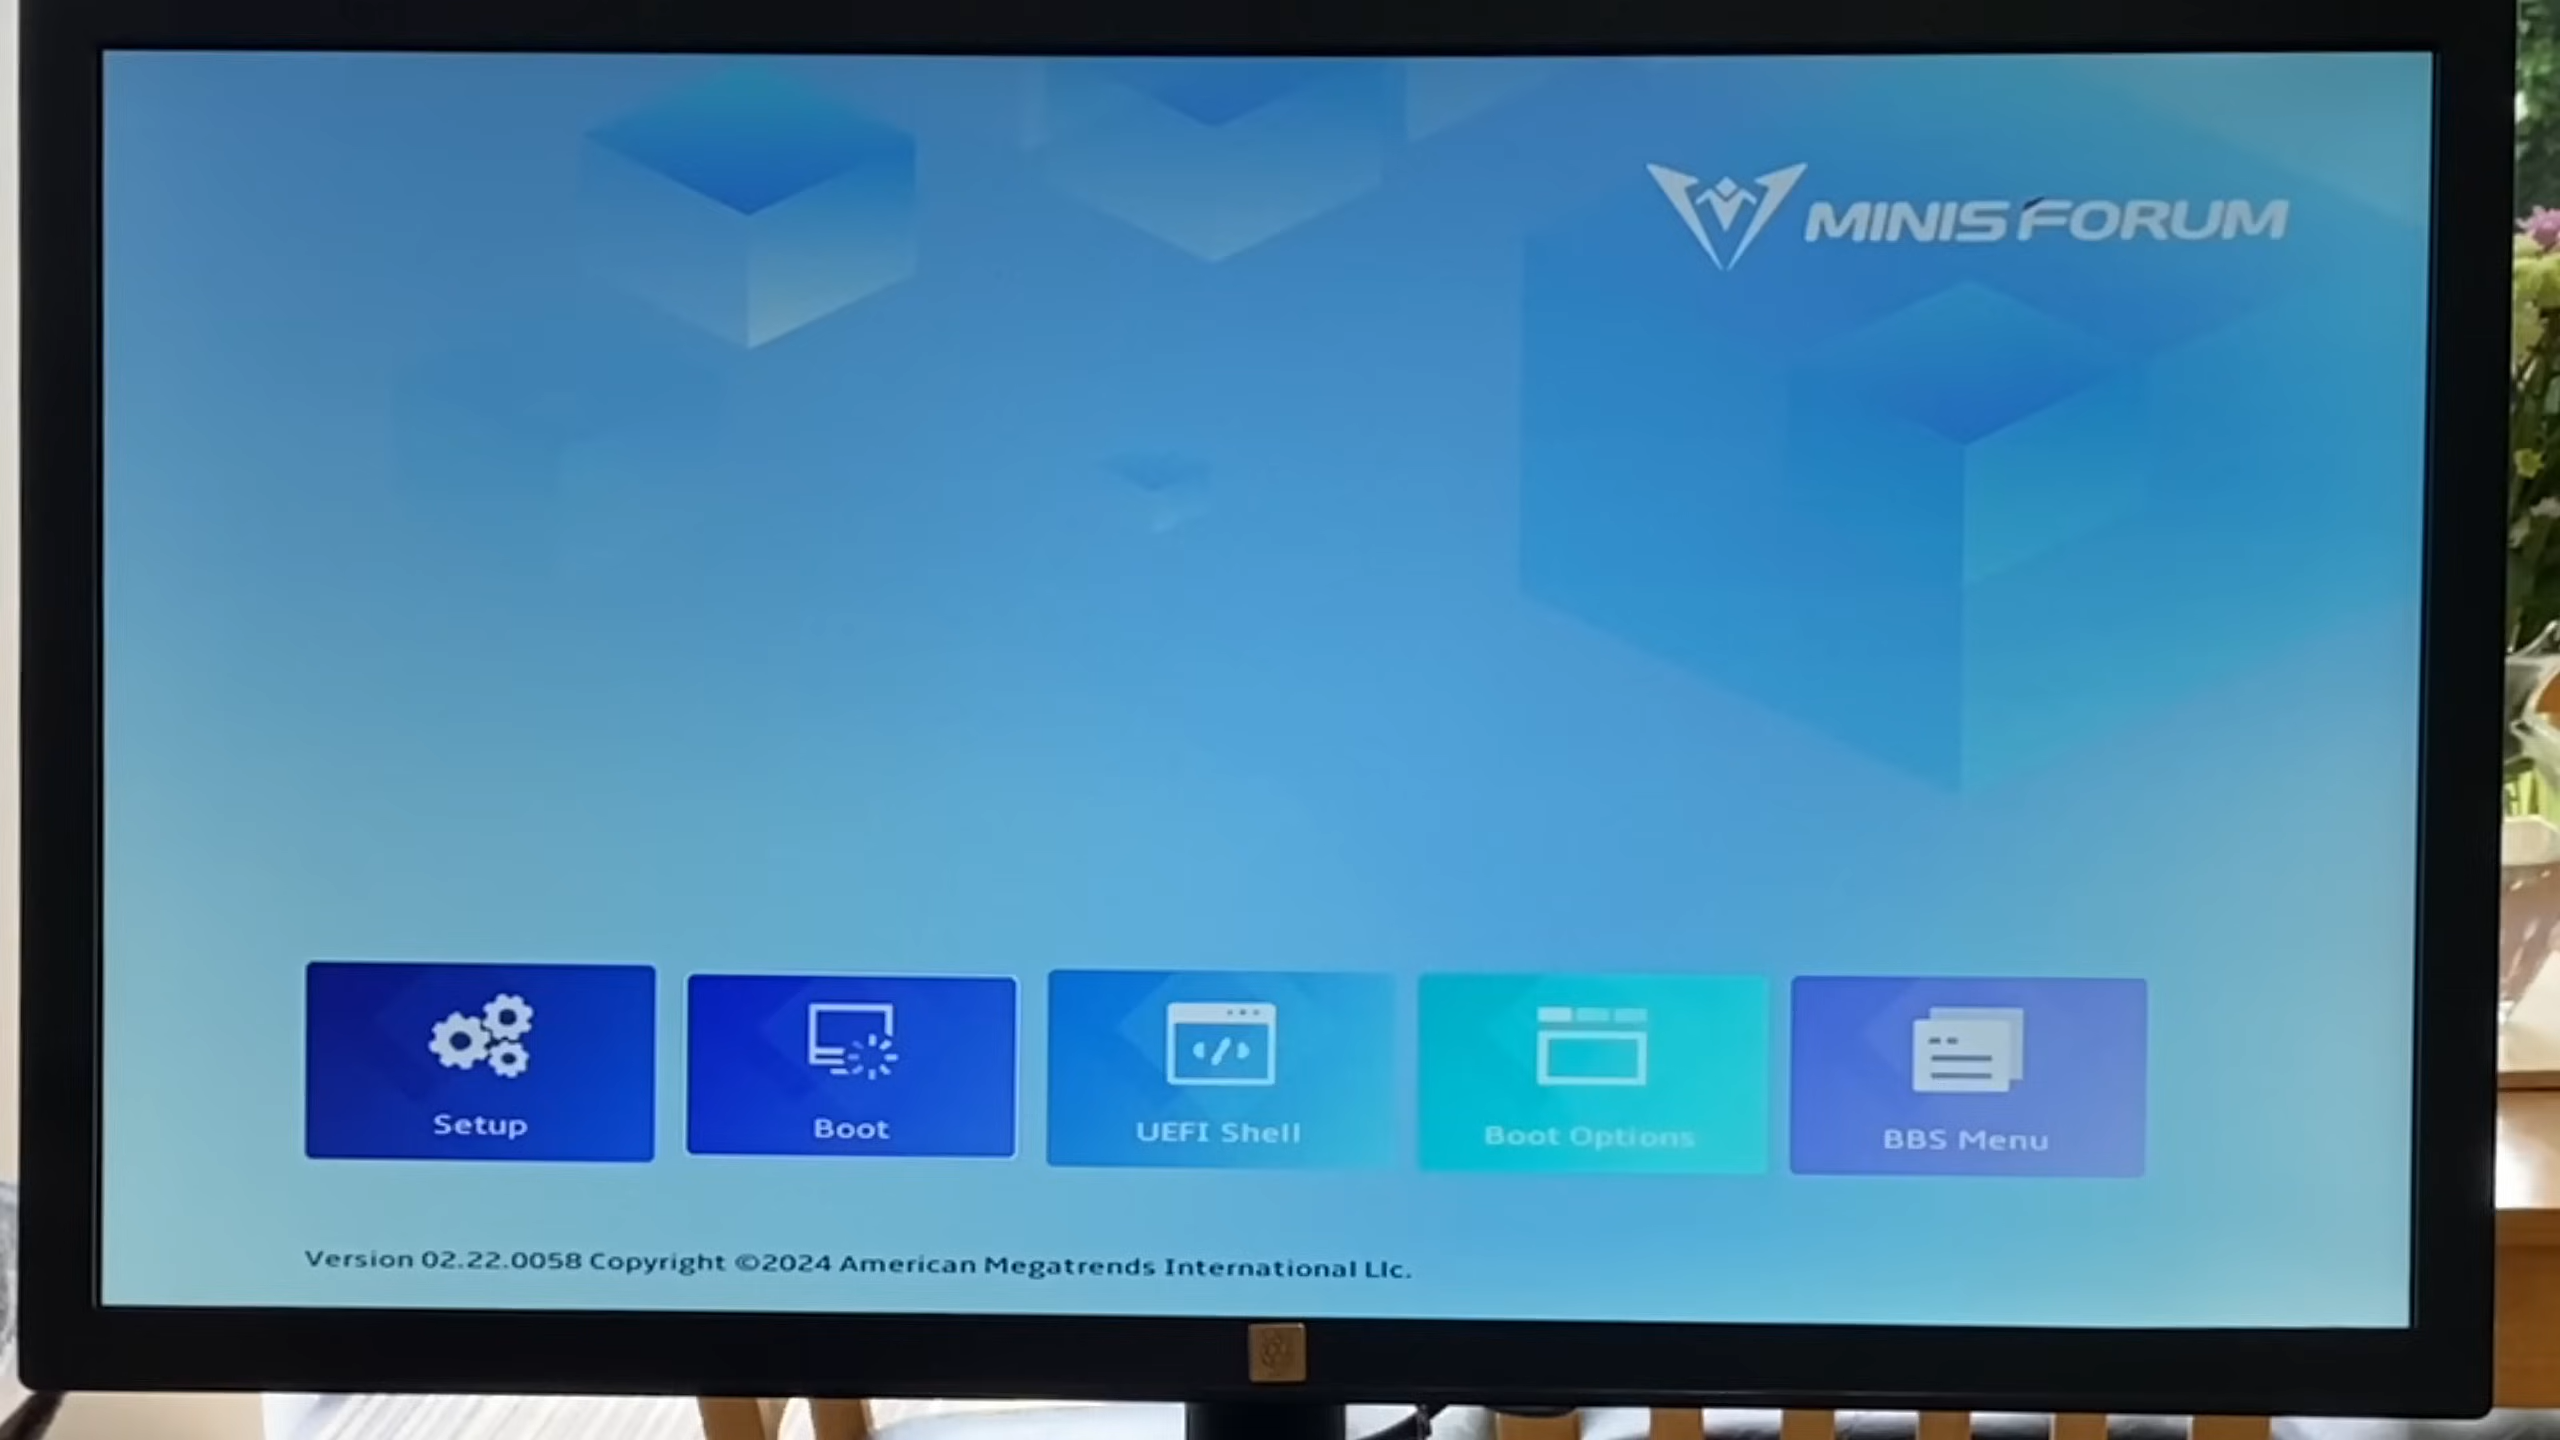 MINISFORUM
Setup
Boot
UEFI Shell
Boot Options
BBS Menu
Version 02.22.0058 Copyright ©2024 American Megatrends International Llc.